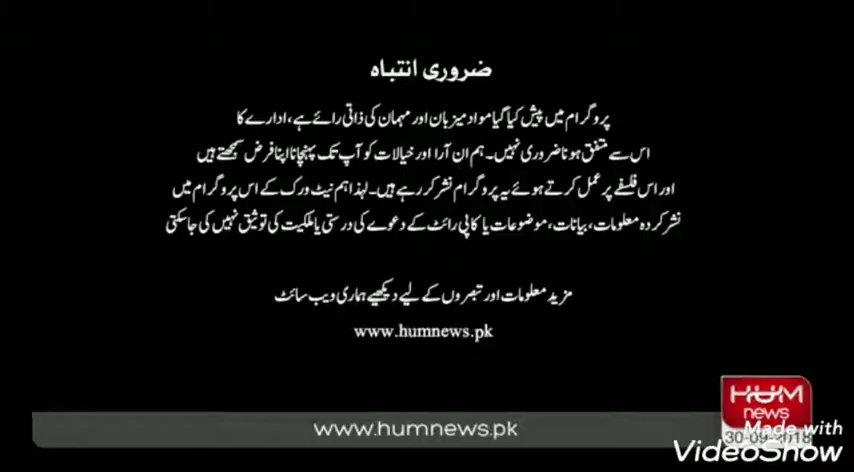 ضروری انتباہ
پروگرام میں پیش کیا گیا مواد میزبان اور مہمان کی ذاتی رائے ہے، ادارے کا
اس سے متفق ہونا ضروری نہیں۔ ہم ان آرا اور خیالات کو آپ تک پہنچانا اپنا فرض سمجھتے ہیں
اور اس فلسفے پر عمل کرتے ہوئے یہ پروگرام نشر کر رہے ہیں۔ لہذا ہم نیٹ ورک کے اس پروگرام میں
نشر کردہ معلومات، بیانات، موضوعات یا کاپی رائٹ کے دعوے کی درستی یا ملکیت کی توثیق نہیں کی جاسکتی
مزید معلومات اور تبصروں کے لیے دیکھیے ہماری ویب سائٹ
www.humnews.pk
HUM
news
www.humnews.pk
Made with
30-09-2018
VideoShow